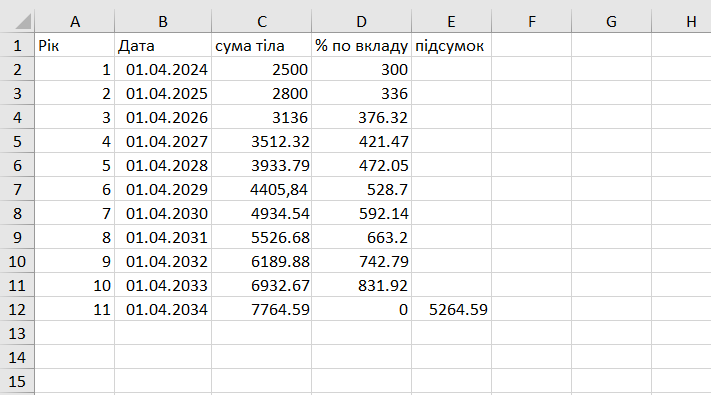 A B C D E F G H
1 Рік Дата сума тіла % по вкладу підсумок
2 1 01.04.2024 2500 300
3 2 01.04.2025 2800 336
4 3 01.04.2026 3136 376.32
5 4 01.04.2027 3512.32 421.47
6 5 01.04.2028 3933.79 472.05
7 6 01.04.2029 4405,84 528.7
8 7 01.04.2030 4934.54 592.14
9 8 01.04.2031 5526.68 663.2
10 9 01.04.2032 6189.88 742.79
11 10 01.04.2033 6932.67 831.92
12 11 01.04.2034 7764.59 0 5264.59
13
14
15